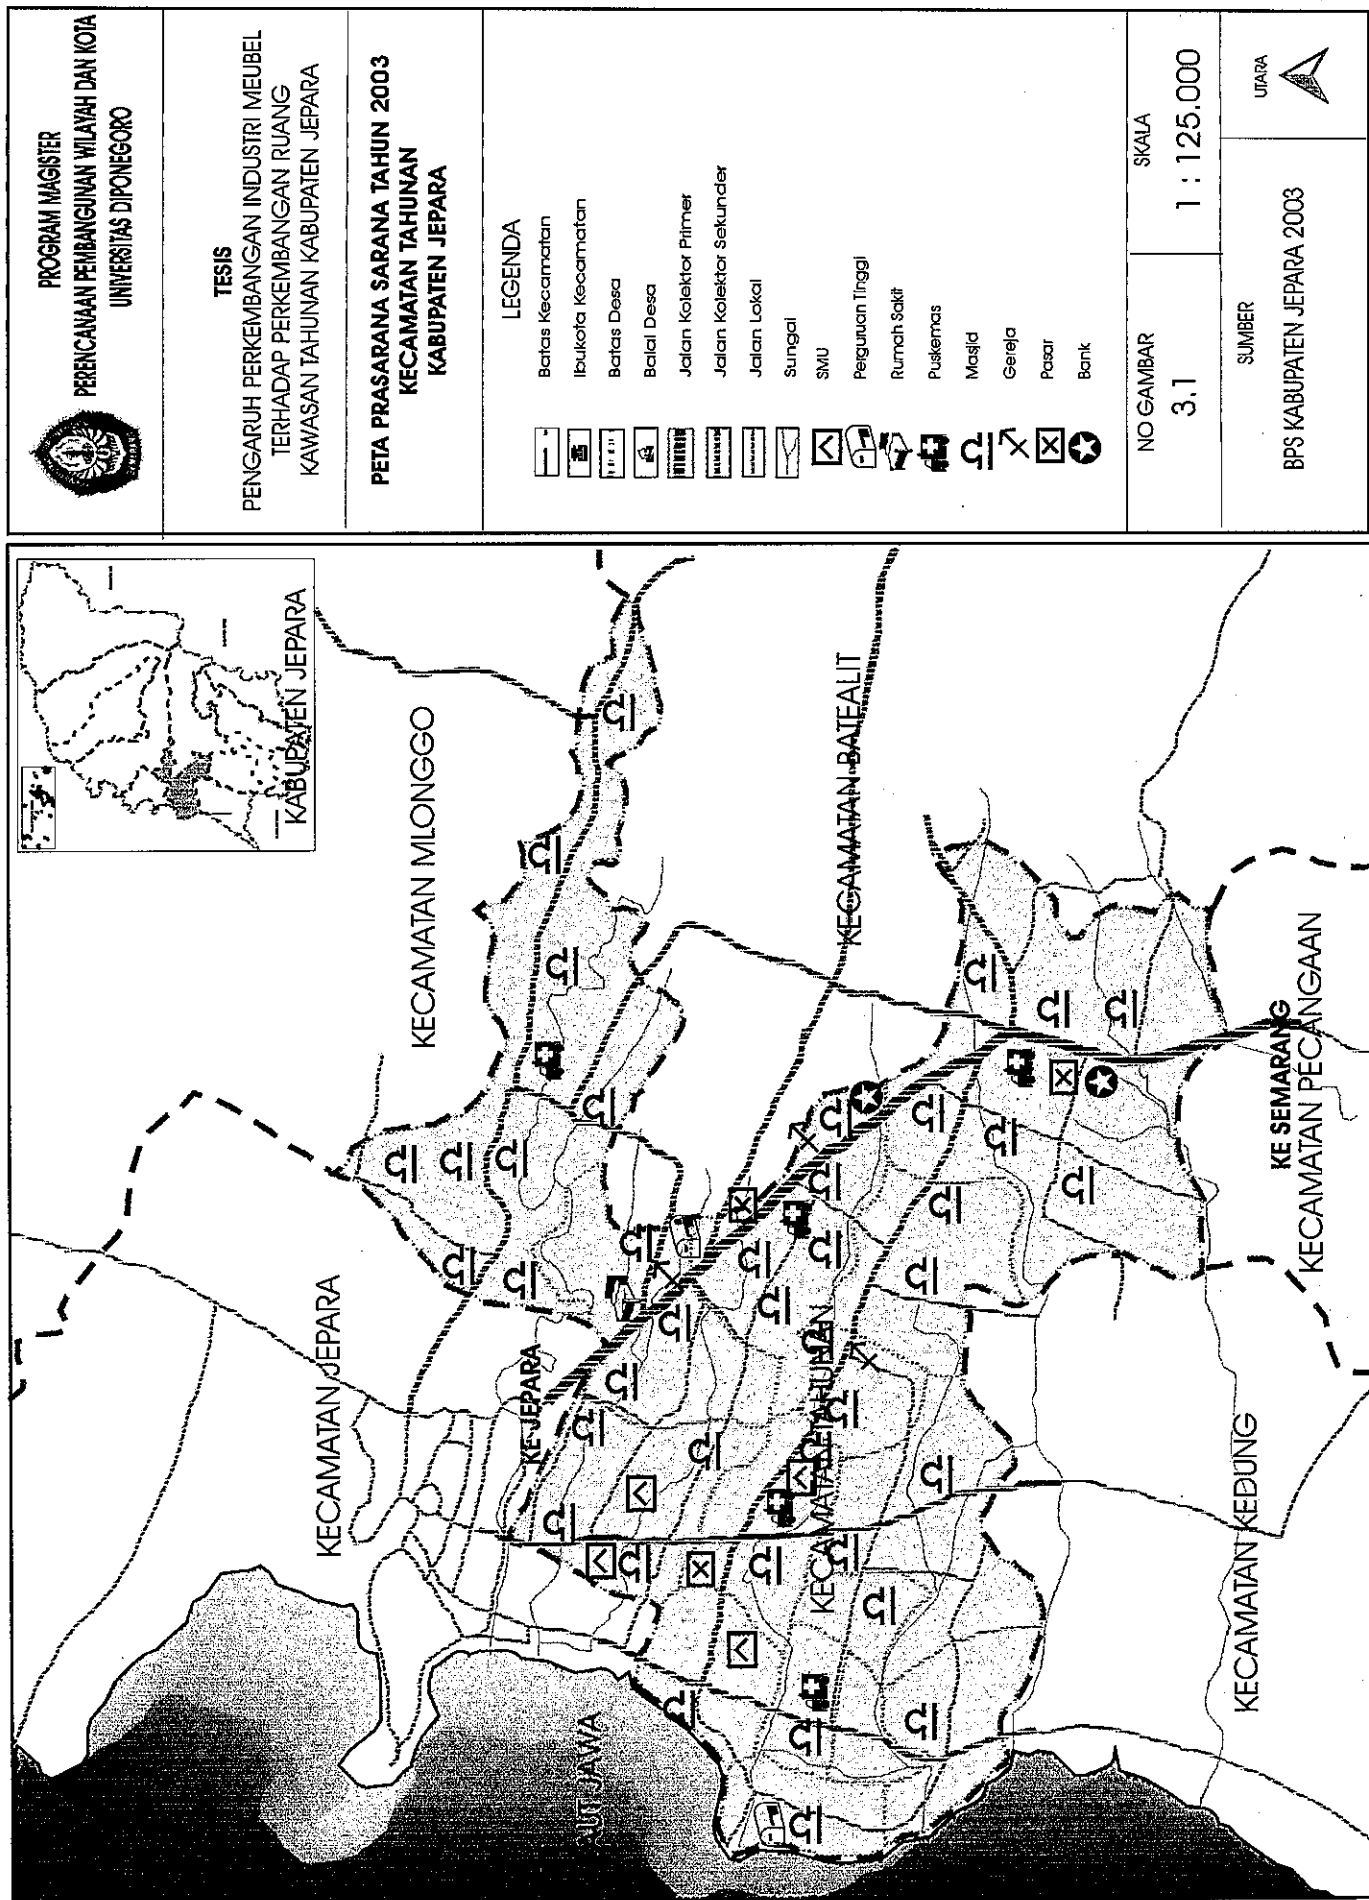 PROGRAM MAGISTER
PERENCANAAN PEMBANGUNAN WILAYAH DAN KOTA
UNIVERSITAS DIPONEGORO
TESIS
PENGARUH PERKEMBANGAN INDUSTRI MEUBEL
TERHADAP PERKEMBANGAN RUANG
KAWASAN TAHUNAN KABUPATEN JEPARA
PETA PRASARANA SARANA TAHUN 2003
KECAMATAN TAHUNAN
KABUPATEN JEPARA
LEGENDA
Batas Kecamatan
Ibukota Kecamatan
Batas Desa
Balai Desa
Jalan Kolektor Primer
Jalan Kolektor Sekunder
Jalan Lokal
Sungai
SMU
Perguruan Tinggi
Rumah Sakit
Puskemas
Masjid
Gereja
Pasar
Bank
NO GAMBAR
3.1
SKALA
1 : 125.000
SUMBER
BPS KABUPATEN JEPARA 2003
UTARA
KABUPATEN JEPARA
KECAMATAN MLONGGO
KECAMATAN JEPARA
KE JEPARA
KECAMATAN BATEALIT
KECAMATAN TAHUNAN
KE SEMARANG
KECAMATAN PECANGAN
KECAMATAN KEDUNG
JAWA